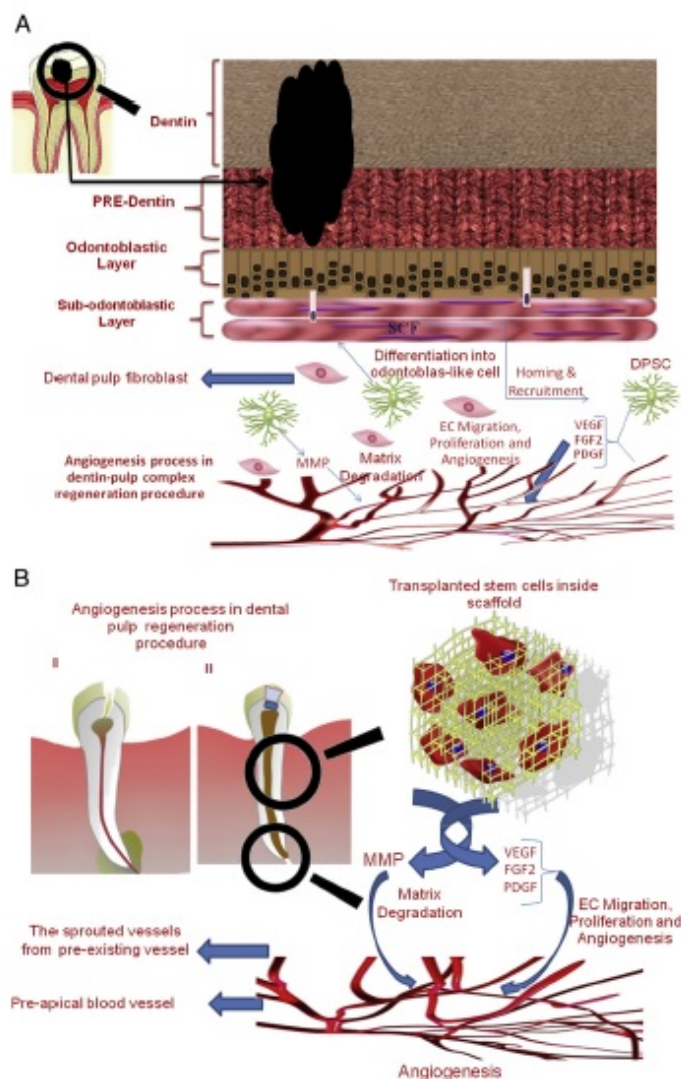 A
Dentin
PRE-Dentin
Odontoblastic
Layer
Sub-odontoblastic
Layer
SCF
Dental pulp fibroblast
Differentiation into
odontoblas-like cell
Homing &
Recruitment
DPSC
VEGF
FGF2
PDGF
EC Migration,
Proliferation and
Angiogenesis
MMP
Matrix
Degradation
Angiogenesis process in
dentin-pulp complex
regeneration procedure
B
Angiogenesis process in dental
pulp regeneration
procedure
II
II
Transplanted stem cells inside
scaffold
MMP
Matrix
Degradation
VEGF
FGF2
PDGF
EC Migration,
Proliferation and
Angiogenesis
The sprouted vessels
from pre-existing vessel
Pre-apical blood vessel
Angiogenesis